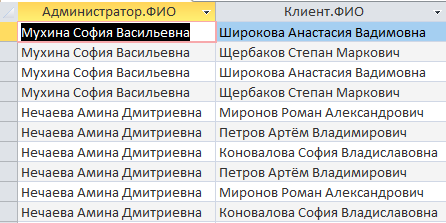 Администратор.ФИО Клиент.ФИО
Мухина София Васильевна Широкова Анастасия Вадимовна
Мухина София Васильевна Щербаков Степан Маркович
Мухина София Васильевна Широкова Анастасия Вадимовна
Мухина София Васильевна Щербаков Степан Маркович
Нечаева Амина Дмитриевна Миронов Роман Александрович
Нечаева Амина Дмитриевна Петров Артём Владимирович
Нечаева Амина Дмитриевна Коновалова София Владиславовна
Нечаева Амина Дмитриевна Петров Артём Владимирович
Нечаева Амина Дмитриевна Миронов Роман Александрович
Нечаева Амина Дмитриевна Коновалова София Владиславовна